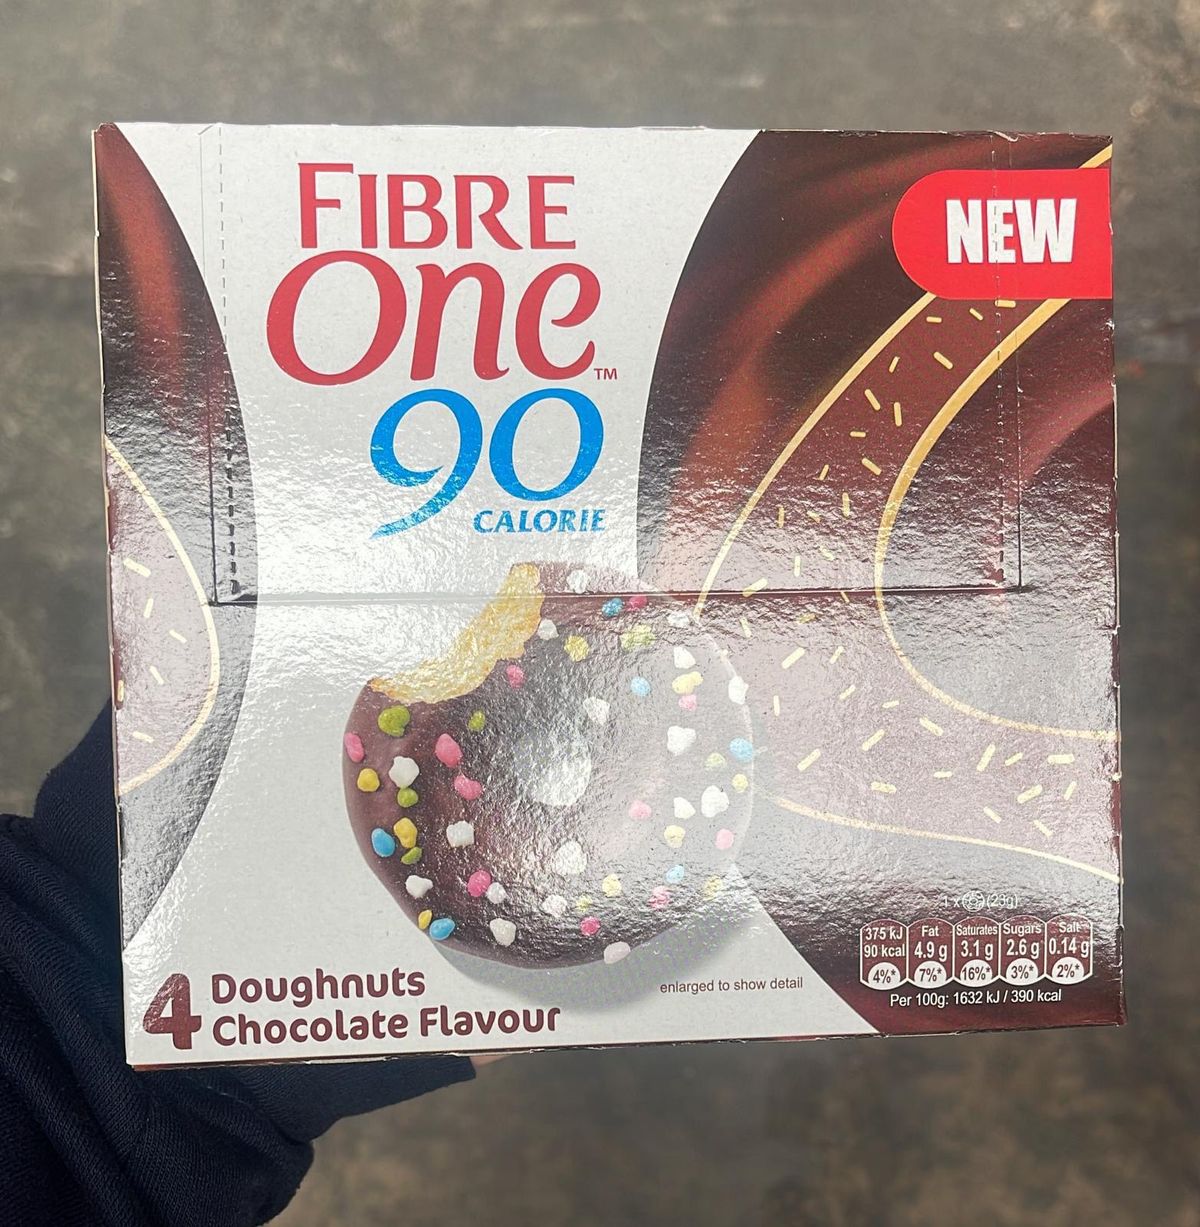 FIBRE
One™
90
CALORIE
NEW
4 Doughnuts
Chocolate Flavour
enlarged to show detail
1 x (23g)
375 kJ
90 kcal
4%*
Fat
4.9 g
7%*
Saturates
3.1 g
16%*
Sugars
2.6 g
3%*
Salt
0.14 g
2%*
Per 100g: 1632 kJ / 390 kcal